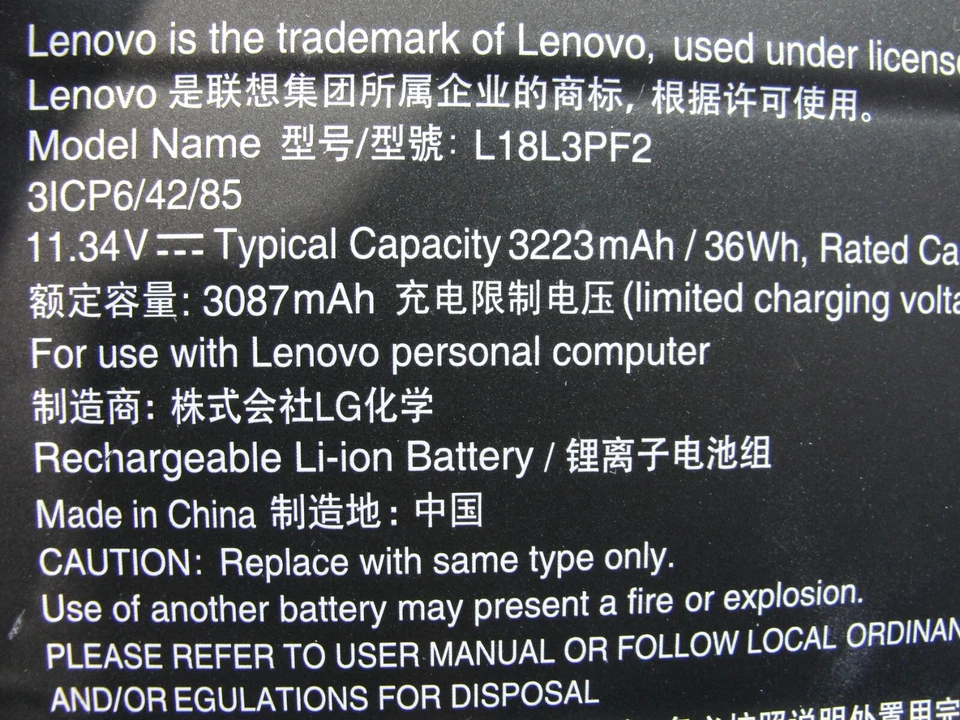 Lenovo is the trademark of Lenovo, used under license
Lenovo 是联想集团所属企业的商标, 根据许可使用。
Model Name 型号/型號: L18L3PF2
3ICP6/42/85
11.34V Typical Capacity 3223mAh / 36Wh, Rated Ca
额定容量: 3087mAh 充电限制电压 (limited charging volta
For use with Lenovo personal computer
制造商: 株式会社LG化学
Rechargeable Li-ion Battery / 锂离子电池组
Made in China 制造地: 中国
CAUTION: Replace with same type only.
Use of another battery may present a fire or explosion.
PLEASE REFER TO USER MANUAL OR FOLLOW LOCAL ORDINAN
AND/OR EGULATIONS FOR DISPOSAL